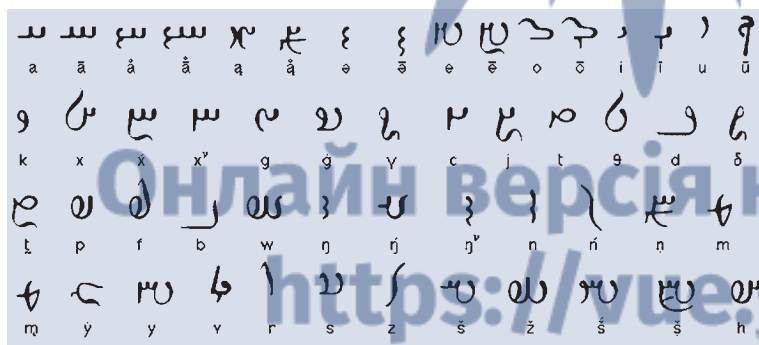 𐬀 𐬁 𐬂 𐬃 𐬄 𐬅 𐬆 𐬇 𐬈 𐬉 𐬊 𐬋 𐬌 𐬍 𐬎 𐬏
a ā å ā̊ ą ą̇ ə ə̄ e ē o ō i ī u ū
𐬐 𐬑 𐬒 𐬓 𐬔 𐬕 𐬖 𐬗 𐬘 𐬙 𐬚 𐬛 𐬜
k x x́ xᵛ g ġ γ c j t ϑ d δ
𐬝 𐬞 𐬟 𐬠 𐬡 𐬢 𐬣 𐬤 𐬥 𐬦 𐬧 𐬨
t̰ p f b w ŋ ŋ́ ŋᵛ n ń ṇ m
𐬩 𐬪 𐬫 𐬬 𐬭 𐬯 𐬰 𐬱 𐬲 𐬳 𐬴 𐬵
m̨ ẏ y v r s z š ž š́ ṣ̌ h
Онлайн версія
https://vue.